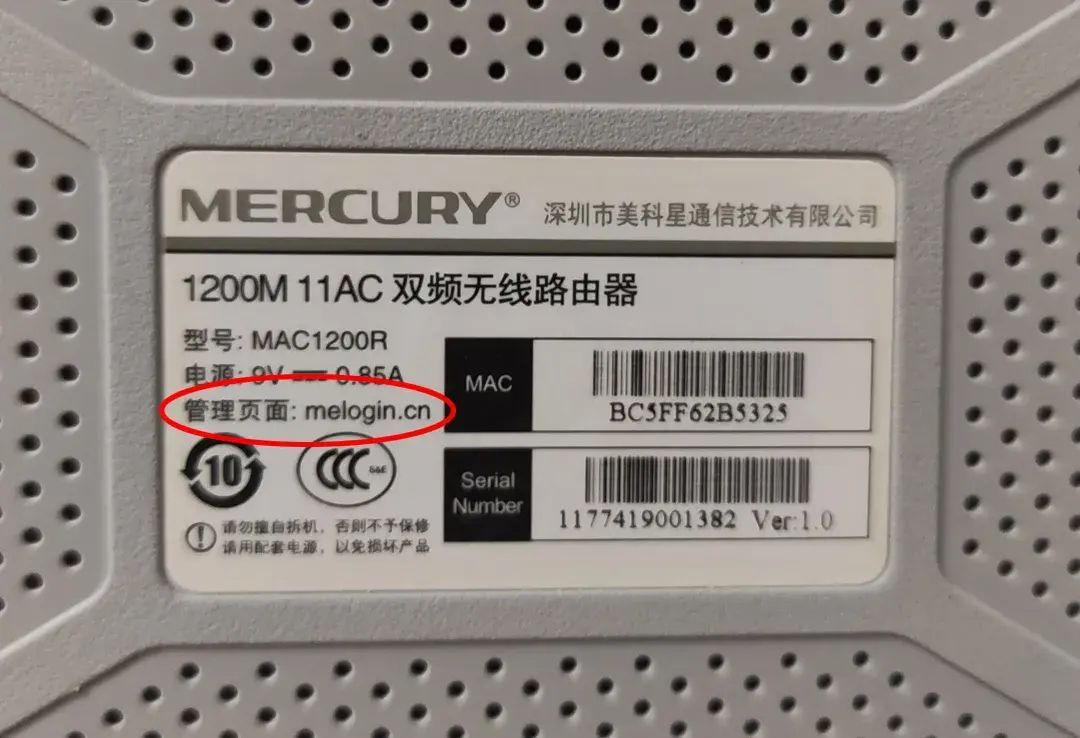 MERCURY® 深圳市美科星通信技术有限公司
1200M 11AC 双频无线路由器
型号: MAC1200R
电源: 9V ⎓ 0.85A
管理页面: melogin.cn
MAC
BC5FF62B5325
10
CCC S&E
Serial
Number
1177419001382 Ver:1.0
请勿擅自拆机，否则不予保修
请用配套电源，以免损坏产品